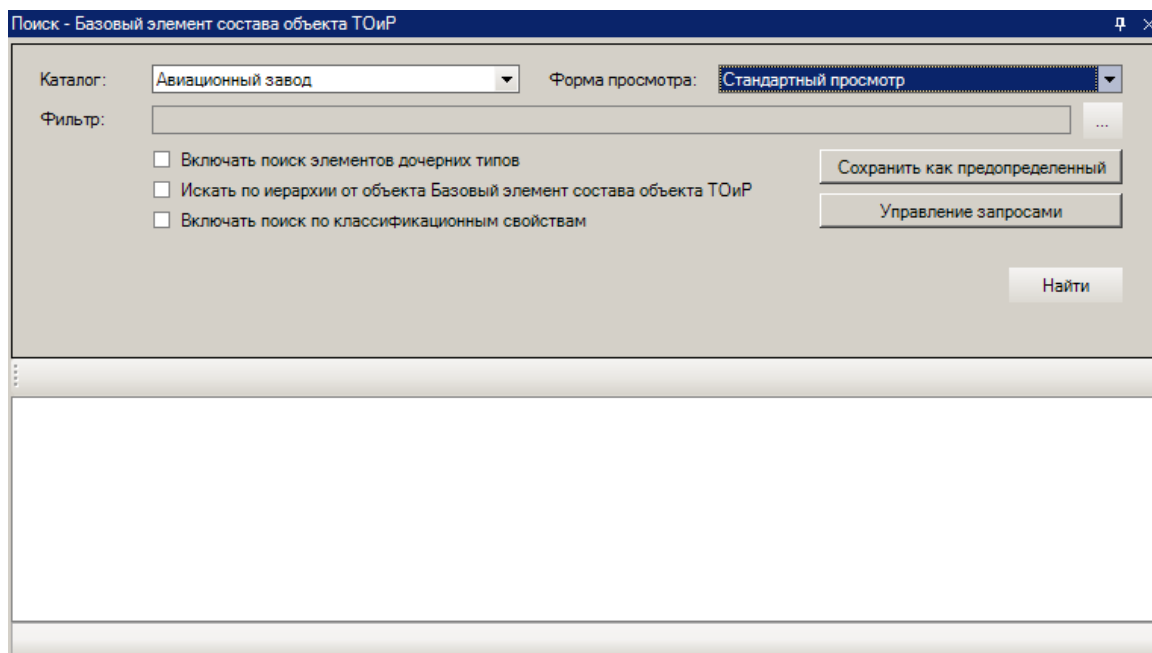 Поиск - Базовый элемент состава объекта ТОиР
Каталог: Авиационный завод Форма просмотра: Стандартный просмотр
Фильтр: ...
Включать поиск элементов дочерних типов
Сохранить как предопределенный
Искать по иерархии от объекта Базовый элемент состава объекта ТОиР
Управление запросами
Включать поиск по классификационным свойствам
Найти